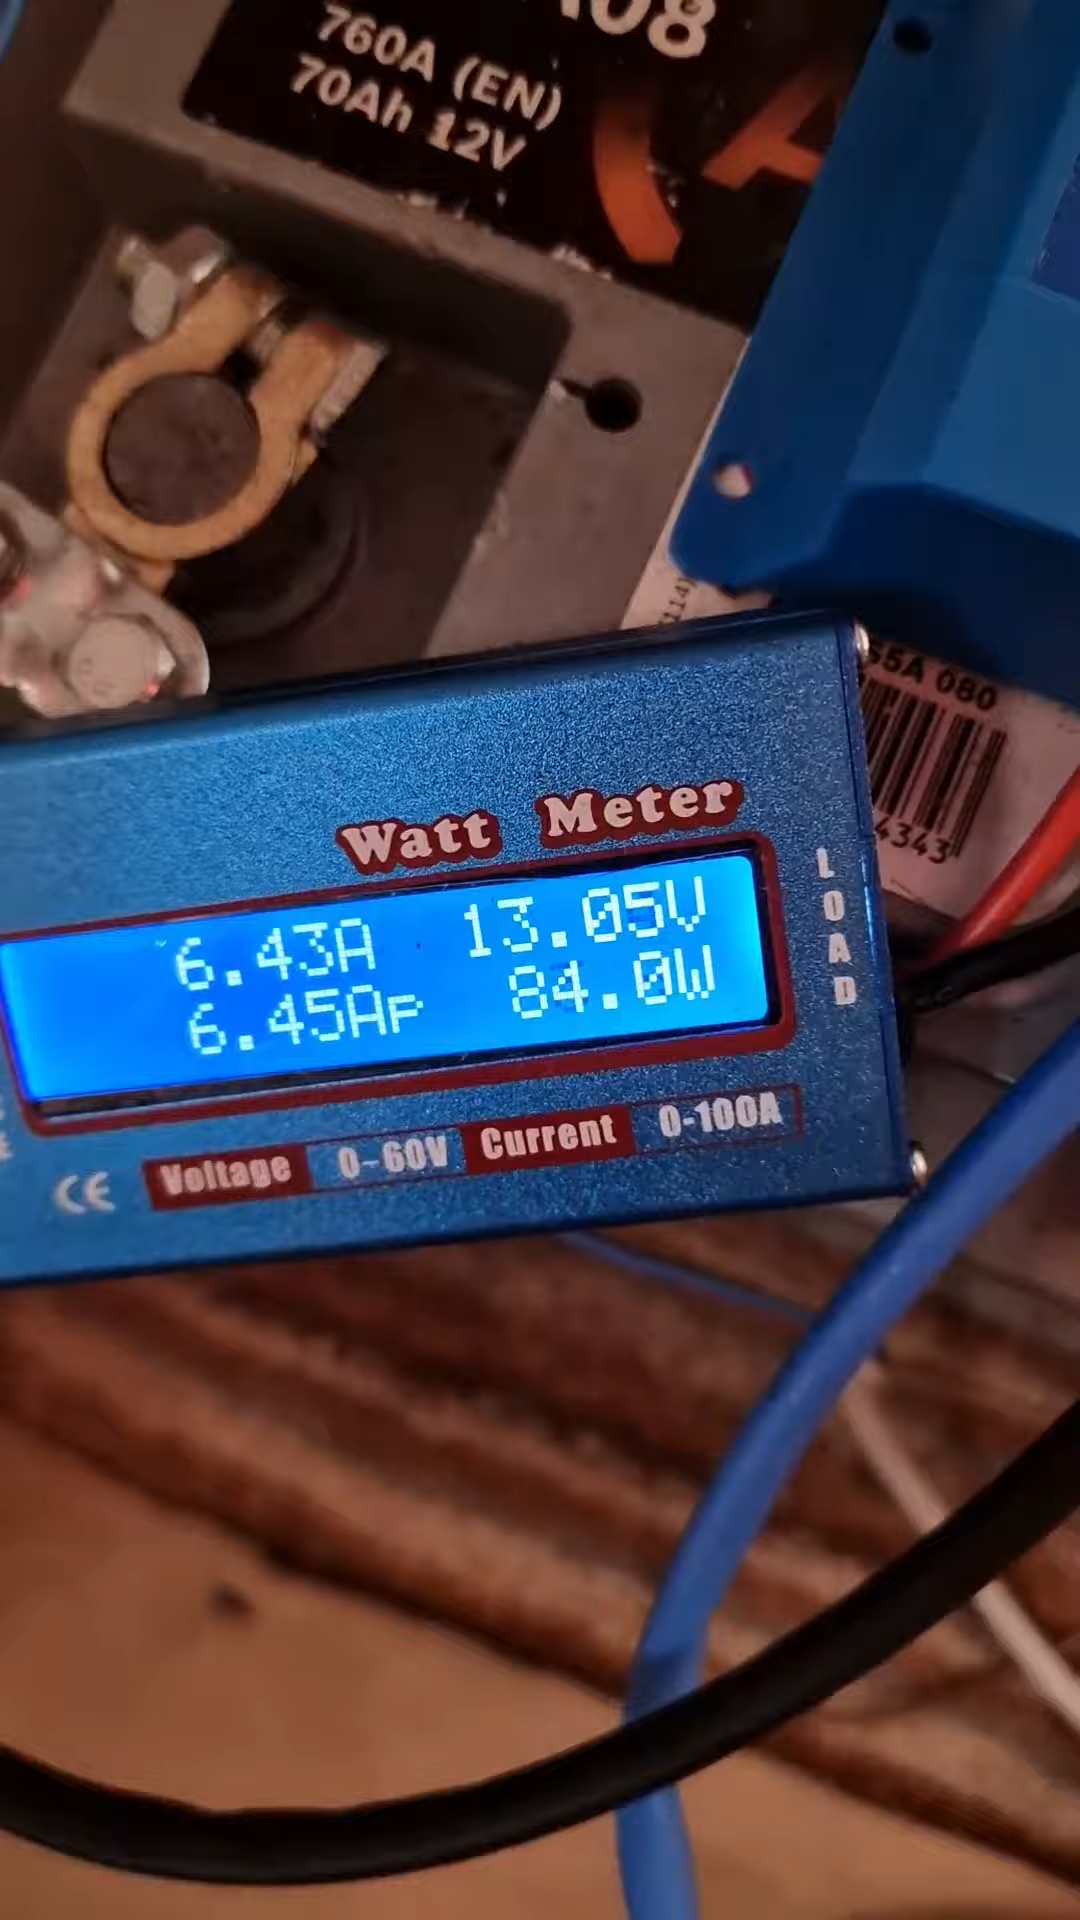 760A (EN)
70Ah 12V
55A 080
Watt Meter
6.43A 13.05V
6.45Ap 84.0W
LOAD
Voltage 0-60V Current 0-100A
CE